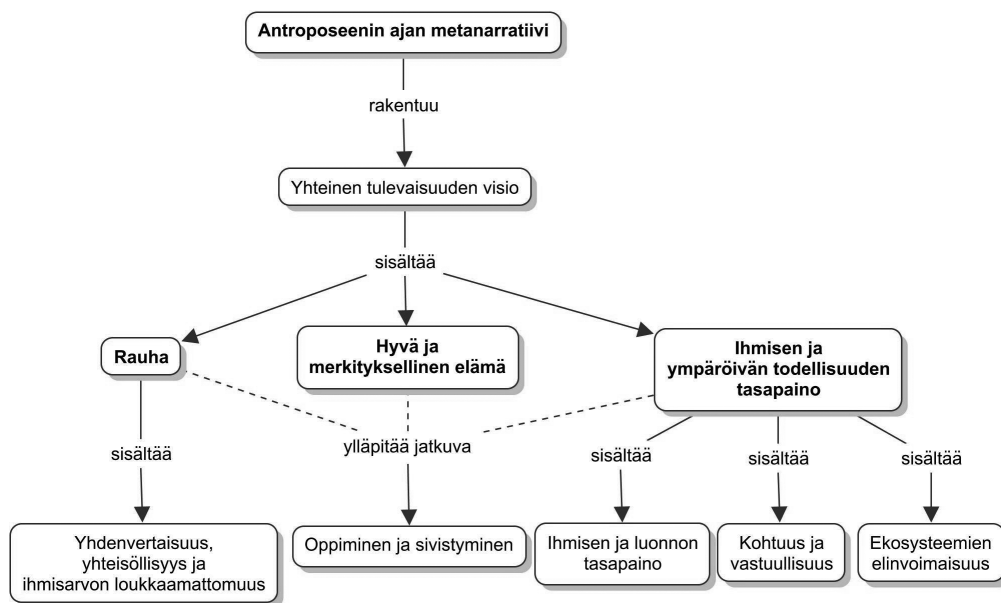 Antroposeenin ajan metanarratiivi
rakentuu
Yhteinen tulevaisuuden visio
sisältää
Rauha
Hyvä ja
merkityksellinen elämä
Ihmisen ja
ympäröivän todellisuuden
tasapaino
sisältää
ylläpitää jatkuva
sisältää
sisältää
sisältää
Yhdenvertaisuus,
yhteisöllisyys ja
ihmisarvon loukkaamattomuus
Oppiminen ja sivistyminen
Ihmisen ja luonnon
tasapaino
Kohtuus ja
vastuullisuus
Ekosysteemien
elinvoimaisuus